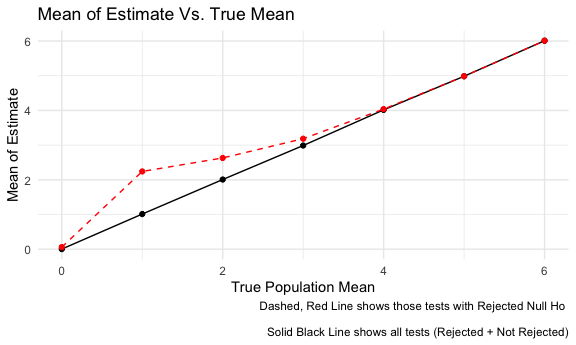 Mean of Estimate Vs. True Mean
6
4
2
0
Mean of Estimate
0 2 4 6
True Population Mean
Dashed, Red Line shows those tests with Rejected Null Ho
Solid Black Line shows all tests (Rejected + Not Rejected)